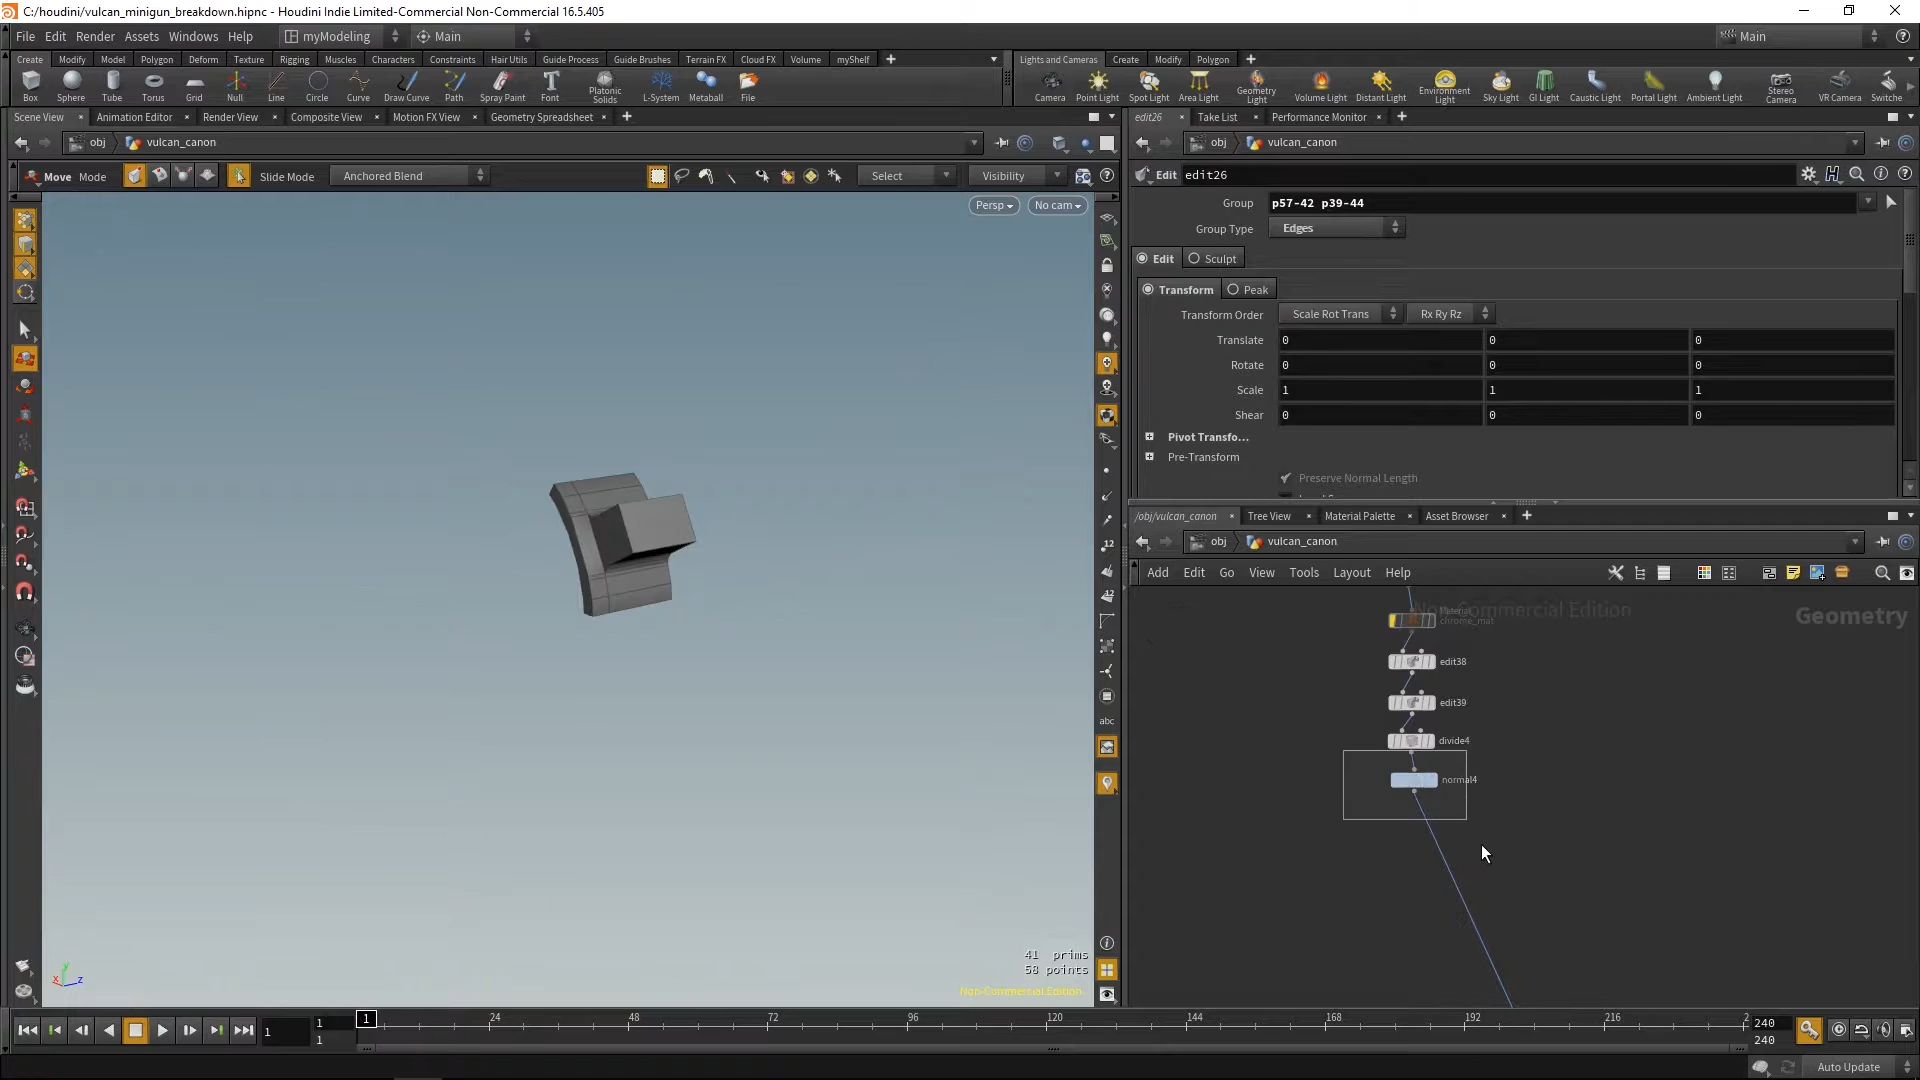 C:/houdini/vulcan_minigun_breakdown.hipnc - Houdini Indie Limited-Commercial Non-Commercial 16.5.405
File Edit Render Assets Windows Help myModeling Main Main
Create Modify Model Polygon Deform Texture Rigging Muscles Characters Constraints Hair Utils Guide Process Guide Brushes Terrain FX Cloud FX Volume myShelf
Lights and Cameras Create Modify Polygon
Box Sphere Tube Torus Grid Null Line Circle Curve Draw Curve Path Spray Paint Font Platonic Solids L-System Metaball File
Camera Point Light Spot Light Area Light Geometry Light Volume Light Distant Light Environment Light Sky Light GI Light Caustic Light Portal Light Ambient Light Stereo Camera VR Camera Switche
Scene View Animation Editor Render View Composite View Motion FX View Geometry Spreadsheet
edit26 Take List Performance Monitor
obj vulcan_canon
obj vulcan_canon
Move Mode Slide Mode Anchored Blend Select Visibility
Edit edit26
Persp No cam
Group p57-42 p39-44
Group Type Edges
Edit Sculpt
Transform Peak
Transform Order Scale Rot Trans Rx Ry Rz
Translate 0 0 0
Rotate 0 0 0
Scale 1 1 1
Shear 0 0 0
Pivot Transfo...
Pre-Transform
Preserve Normal Length
/obj/vulcan_canon Tree View Material Palette Asset Browser
obj vulcan_canon
Add Edit Go View Tools Layout Help
Non-Commercial Edition
Geometry
Material
chrome_mat
edit38
edit39
divide4
normal4
12
12
abc
41 prims
58 points
Non-Commercial Edition
x y z
1 1 1 1 24 48 72 96 120 144 168 192 216 2 240
240
Auto Update